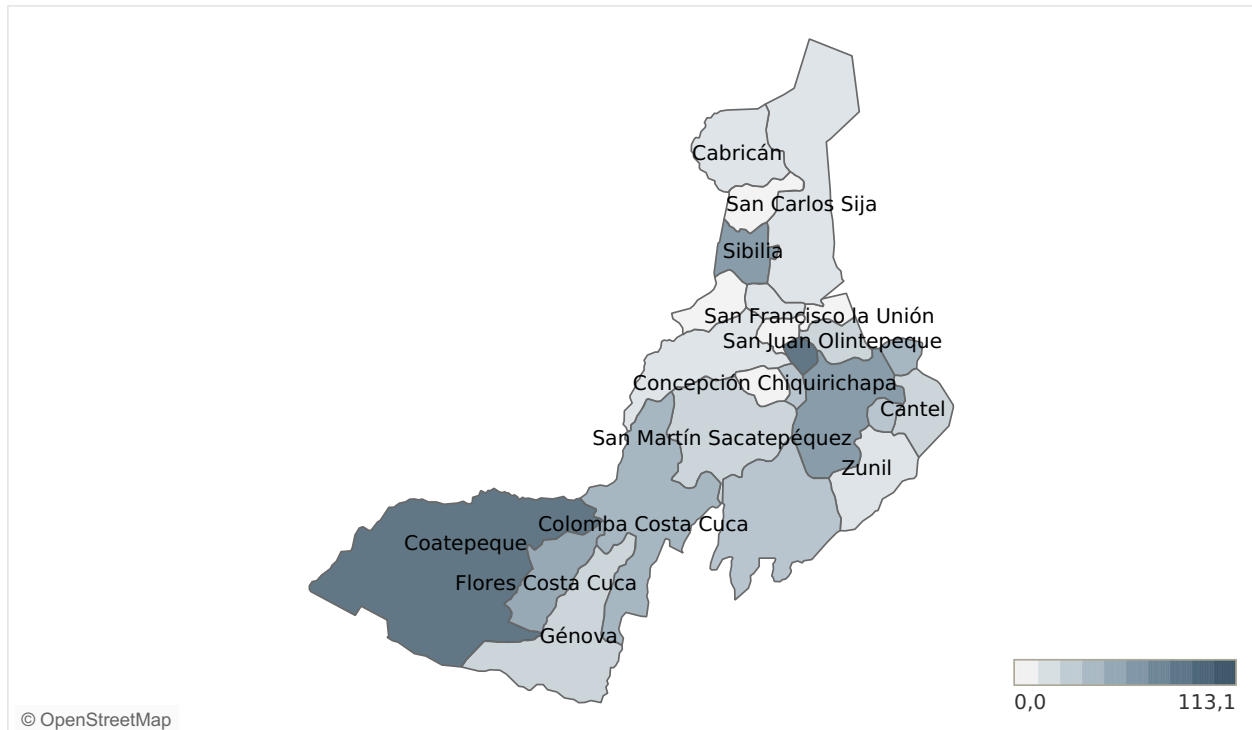 Cabricán
San Carlos Sija
Sibilia
San Francisco la Unión
San Juan Olintepeque
Concepción Chiquirichapa
Cantel
San Martín Sacatepéquez
Zunil
Colomba Costa Cuca
Coatepeque
Flores Costa Cuca
Génova
0,0 113,1
© OpenStreetMap